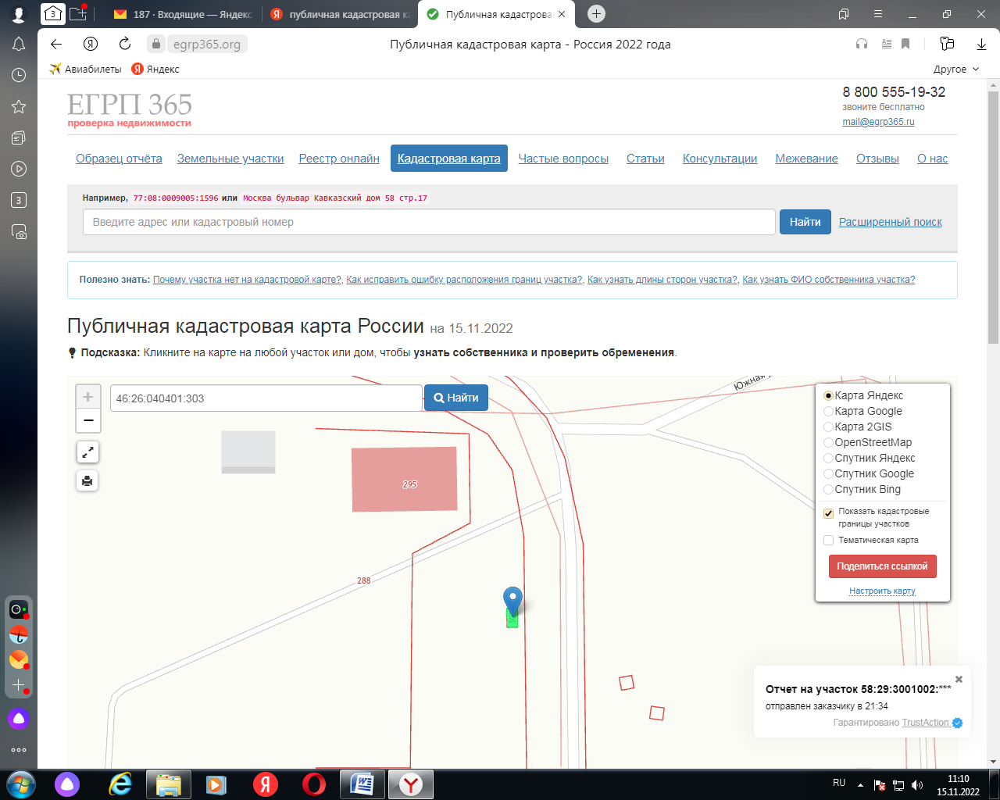 187 · Входящие — Яндекс
публичная кадастровая ка
Публичная кадастрова
3
egrp365.org
Публичная кадастровая карта - Россия 2022 года
Авиабилеты
Яндекс
Другое
ЕГРП 365
проверка недвижимости
8 800 555-19-32
звоните бесплатно
mail@egrp365.ru
Образец отчёта
Земельные участки
Реестр онлайн
Кадастровая карта
Частые вопросы
Статьи
Консультации
Межевание
Отзывы
О нас
Например, 77:08:0009005:1596 или Москва бульвар Кавказский дом 58 стр.17
Введите адрес или кадастровый номер
Найти
Расширенный поиск
3
Полезно знать: Почему участка нет на кадастровой карте?, Как исправить ошибку расположения границ участка?, Как узнать длины сторон участка?, Как узнать ФИО собственника участка?
Публичная кадастровая карта России на 15.11.2022
Подсказка: Кликните на карте на любой участок или дом, чтобы узнать собственника и проверить обременения.
+
−
46:26:040401:303
Найти
Южная
295
288
Карта Яндекс
Карта Google
Карта 2GIS
OpenStreetMap
Спутник Яндекс
Спутник Google
Спутник Bing
Показать кадастровые
границы участков
Тематическая карта
Поделиться ссылкой
Настроить карту
Отчет на участок 58:29:3001002:***
отправлен заказчику в 21:34
Гарантировано TrustAction
RU
11:10
15.11.2022